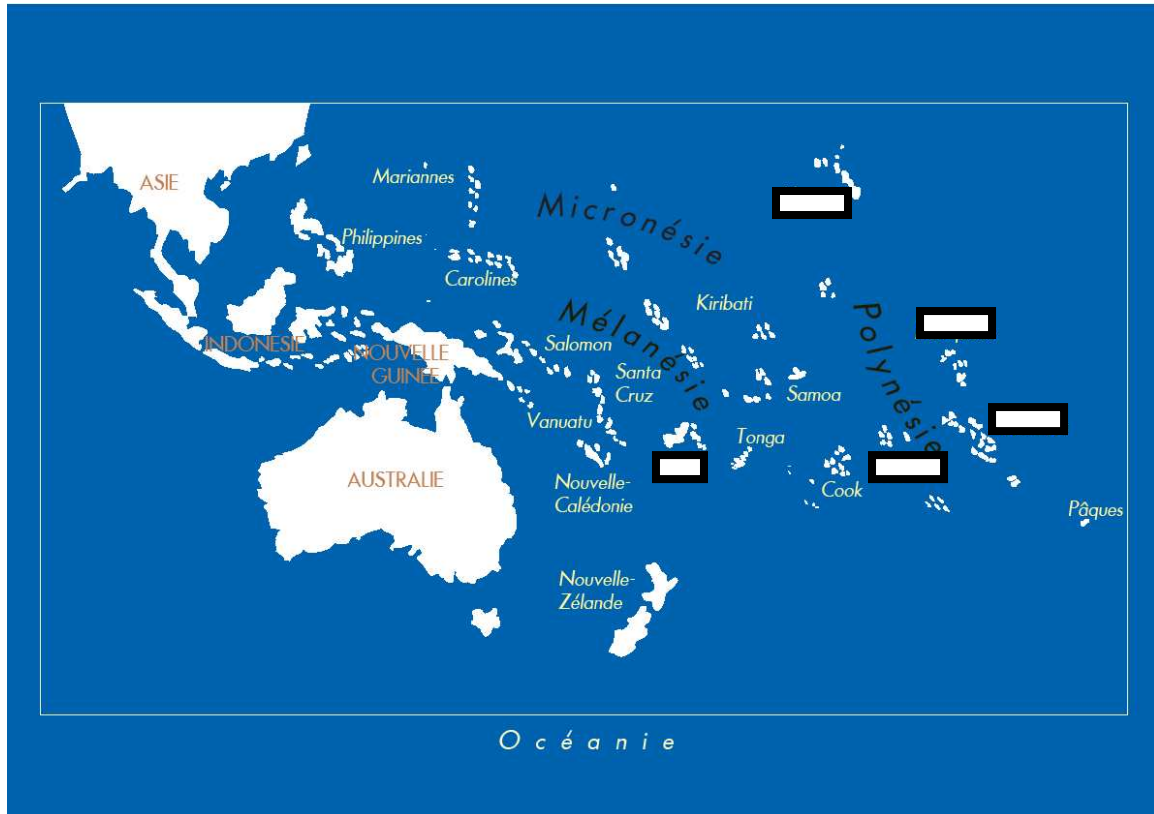 ASIE
Mariannes
Micronésie
Philippines
Carolines
Kiribati
Mélanésie
Polynésie
INDONESIE
NOUVELLE
GUINEE
Salomon
Santa
Cruz
Samoa
Vanuatu
Tonga
AUSTRALIE
Nouvelle-
Calédonie
Cook
Pâques
Nouvelle-
Zélande
Océanie